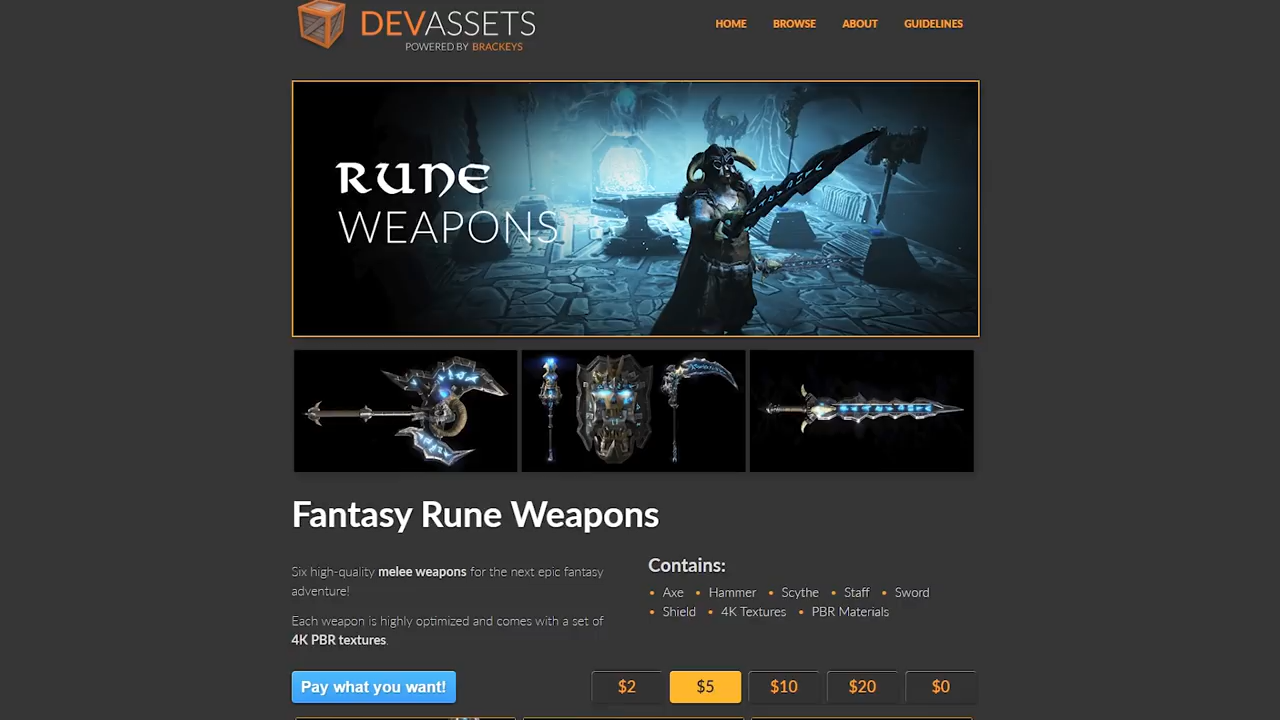 DEVASSETS
POWERED BY BRACKEYS
HOME BROWSE ABOUT GUIDELINES
RUNE
WEAPONS
Fantasy Rune Weapons
Six high-quality melee weapons for the next epic fantasy
adventure!
Each weapon is highly optimized and comes with a set of
4K PBR textures.
Contains:
• Axe • Hammer • Scythe • Staff • Sword
• Shield • 4K Textures • PBR Materials
Pay what you want!
$2 $5 $10 $20 $0